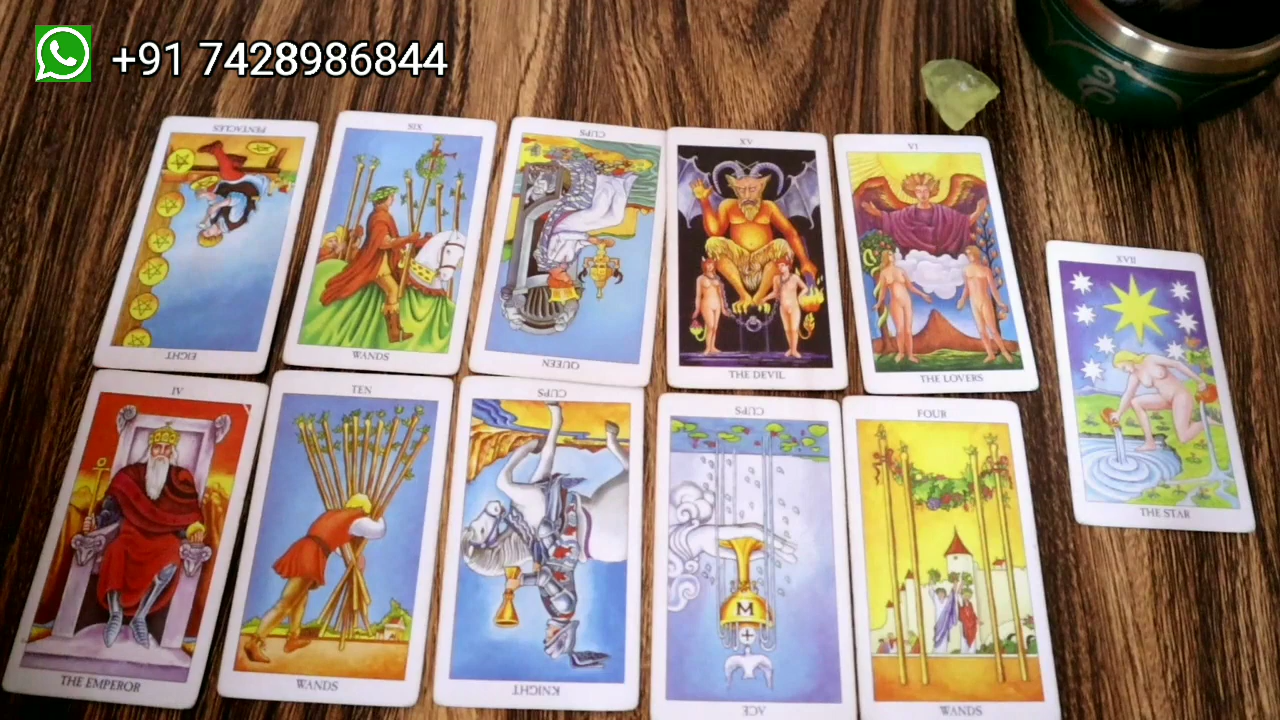 +91 7428986844
PENTACLES
EIGHT
XIS
WANDS
CUPS
QUEEN
XV
THE DEVIL
VI
THE LOVERS
XVII
THE STAR
IV
THE EMPEROR
TEN
WANDS
CUPS
KNIGHT
CUPS
M
ACE
FOUR
WANDS